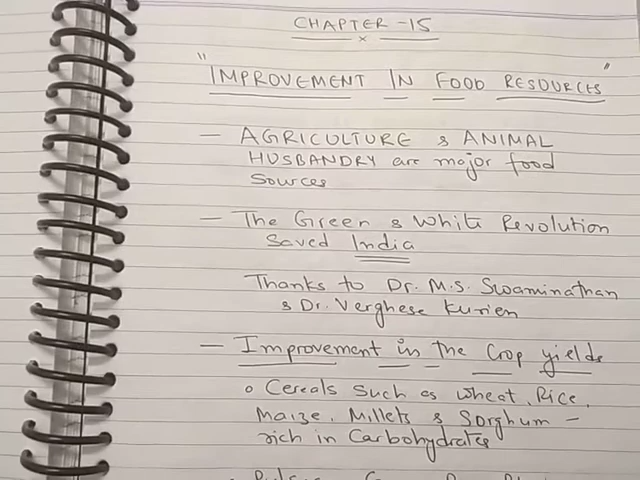 CHAPTER-15
"IMPROVEMENT IN FOOD RESOURCES"
- AGRICULTURE & ANIMAL
HUSBANDRY are major food
Sources
- The Green & White Revolution
Saved India
Thanks to Dr. M.S. Swaminathan
& Dr. Verghese Kurien
- Improvement in the Crop yields
o Cereals Such as Wheat, Rice,
Maize, Millets & Sorghum -
rich in Carbohydrates